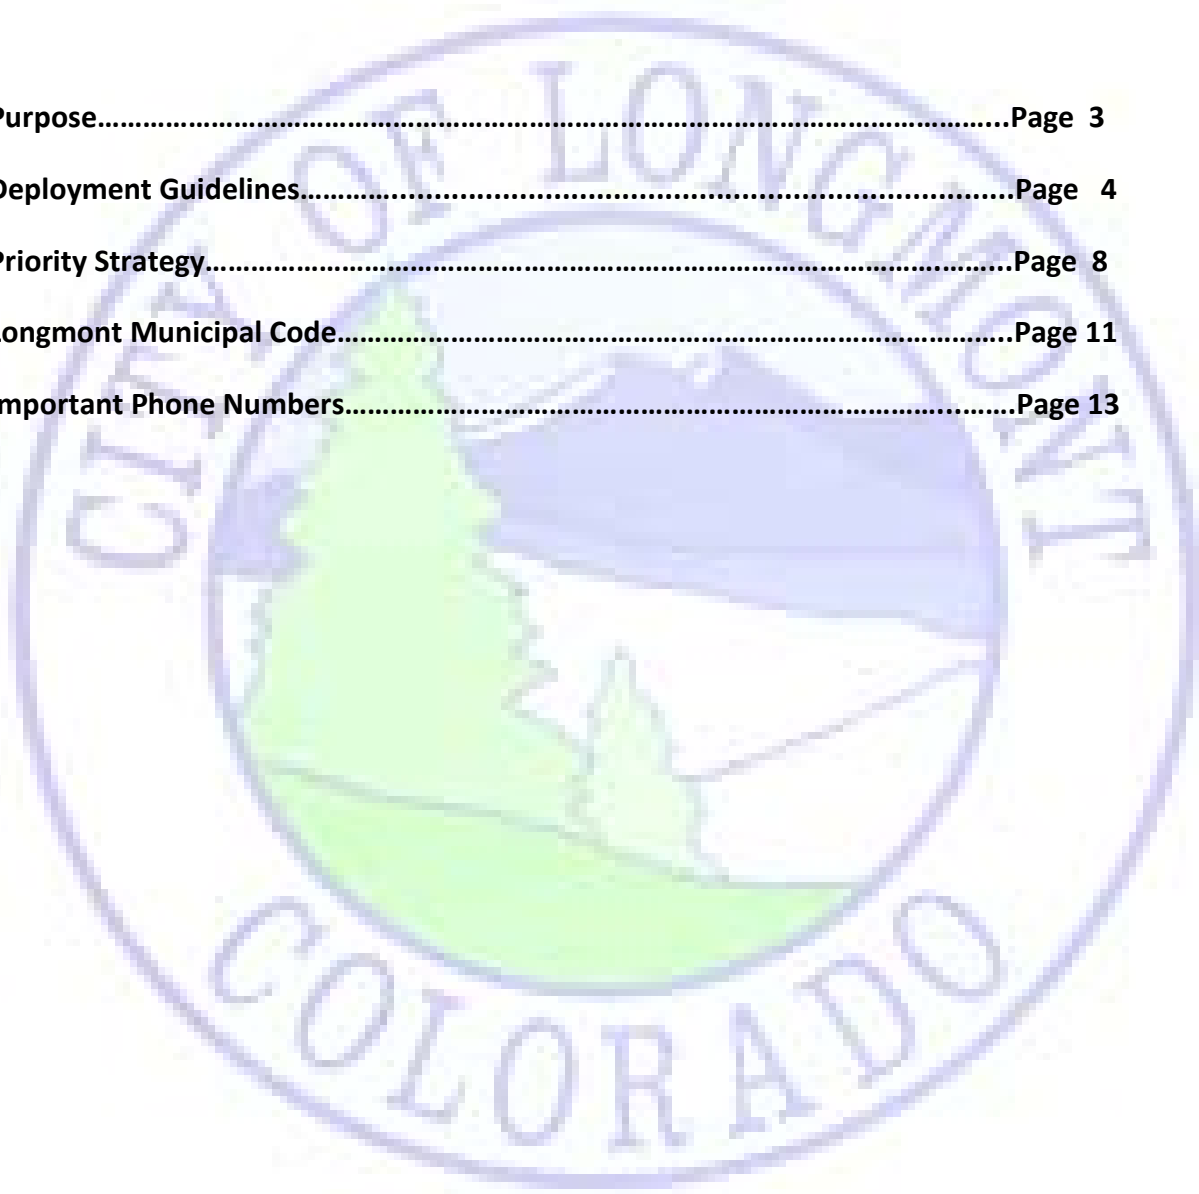 Purpose.......Page 3
Deployment Guidelines.......Page 4
Priority Strategy.......Page 8
Longmont Municipal Code.......Page 11
Important Phone Numbers.......Page 13
CITY OF LONGMONT
COLORADO